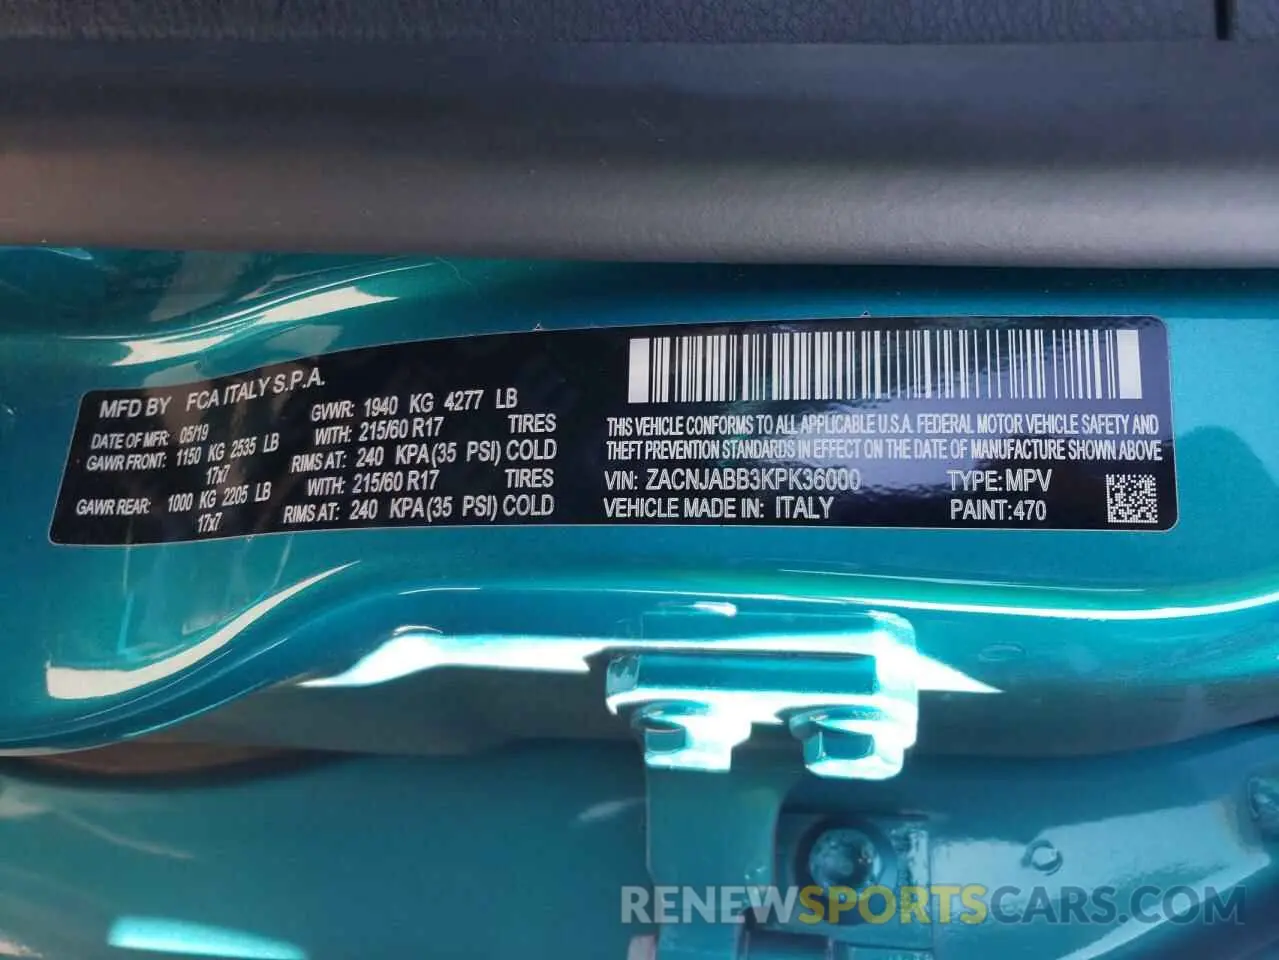 MFD BY FCA ITALY S.P.A.
DATE OF MFR: 05/19 GVWR: 1940 KG 4277 LB
GAWR FRONT: 1150 KG 2535 LB WITH: 215/60 R17 TIRES
17x7 RIMS AT: 240 KPA (35 PSI) COLD
GAWR REAR: 1000 KG 2205 LB WITH: 215/60 R17 TIRES
17x7 RIMS AT: 240 KPA (35 PSI) COLD
THIS VEHICLE CONFORMS TO ALL APPLICABLE U.S.A. FEDERAL MOTOR VEHICLE SAFETY AND
THEFT PREVENTION STANDARDS IN EFFECT ON THE DATE OF MANUFACTURE SHOWN ABOVE
VIN: ZACNJABB3KPK36000 TYPE: MPV
VEHICLE MADE IN: ITALY PAINT: 470
RENEWSPORTSCARS.COM